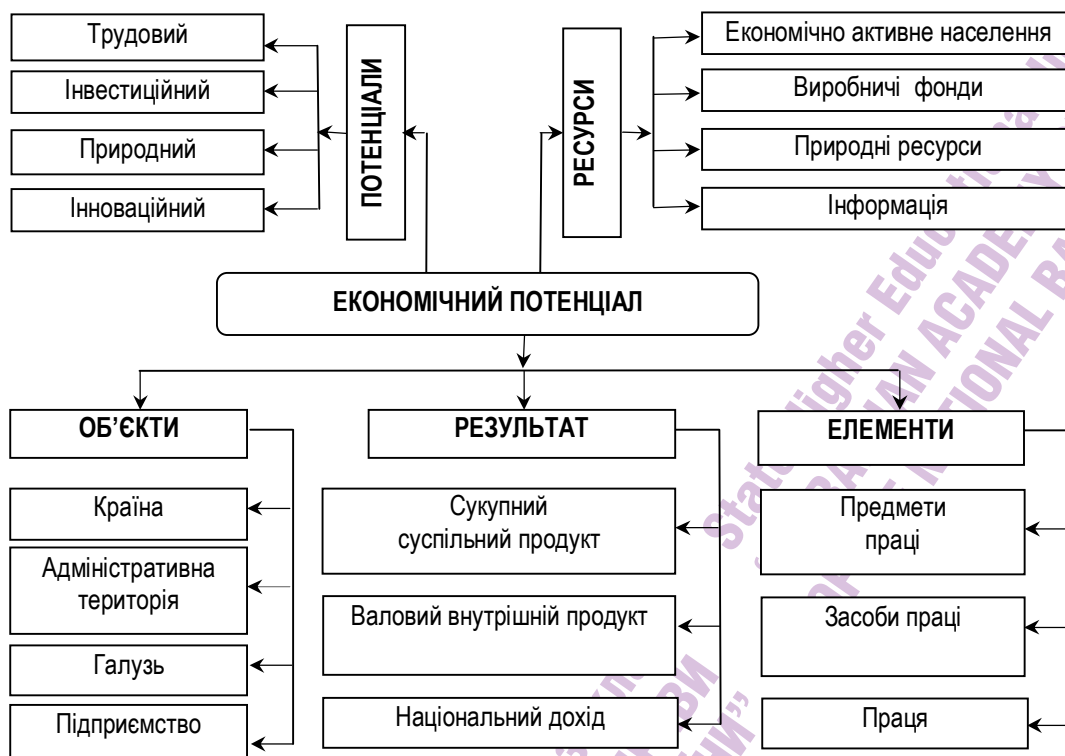 Трудовий
Інвестиційний
Природний
Інноваційний
ПОТЕНЦІАЛИ
РЕСУРСИ
Економічно активне населення
Виробничі фонди
Природні ресурси
Інформація
ЕКОНОМІЧНИЙ ПОТЕНЦІАЛ
ОБ’ЄКТИ
Країна
Адміністративна
територія
Галузь
Підприємство
РЕЗУЛЬТАТ
Сукупний
суспільний продукт
Валовий внутрішній продукт
Національний дохід
ЕЛЕМЕНТИ
Предмети
праці
Засоби праці
Праця